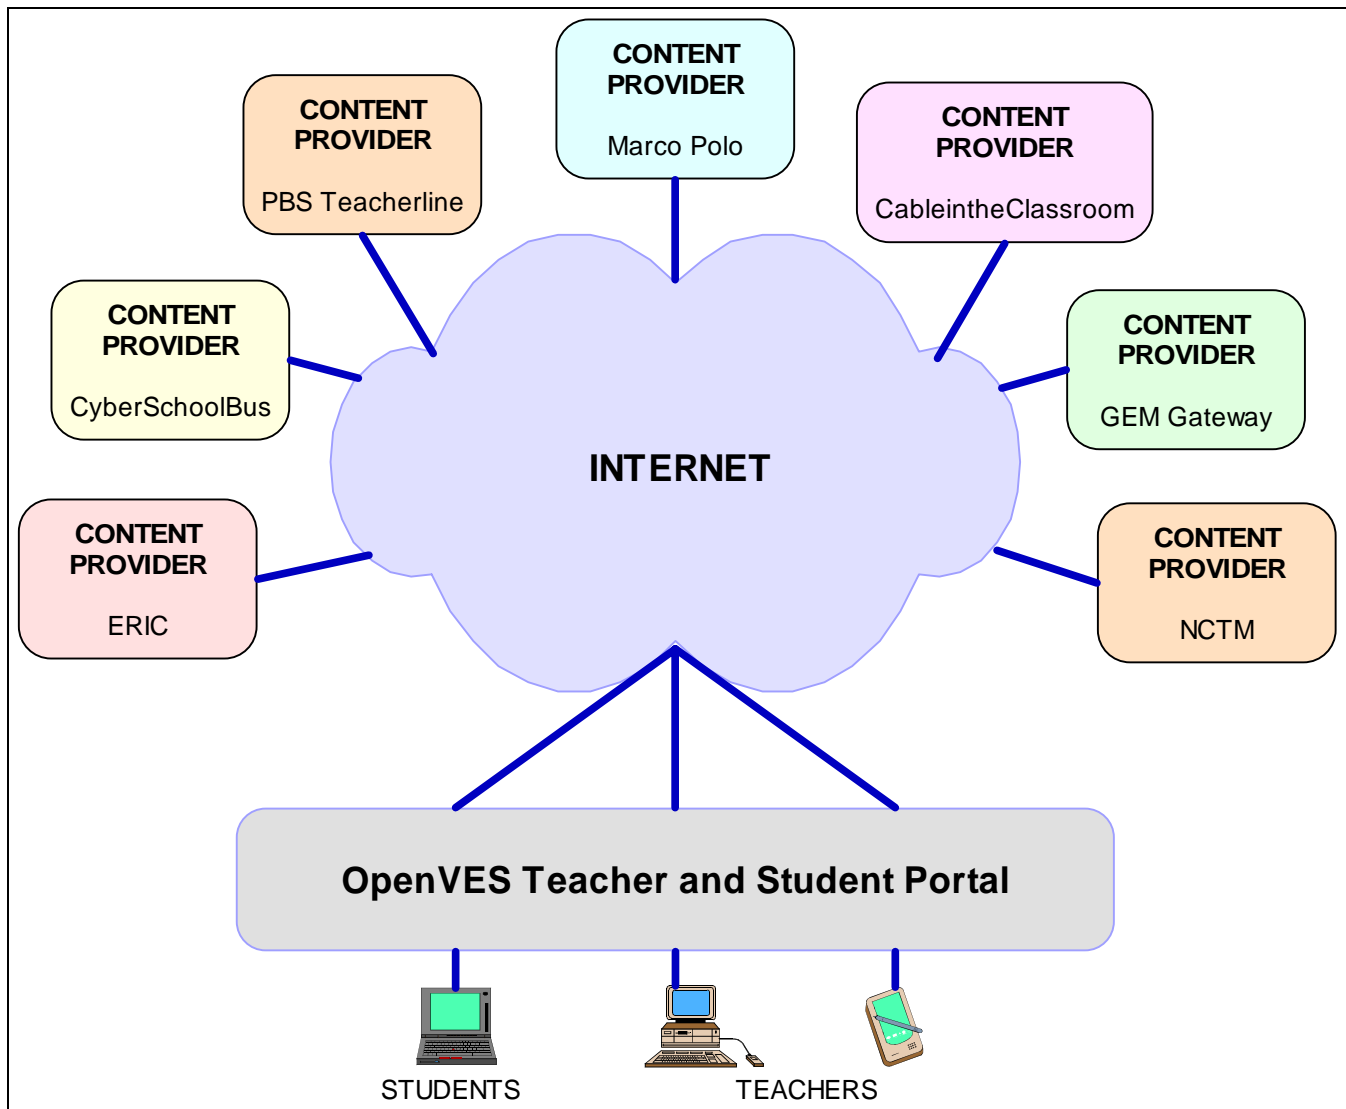 CONTENT
PROVIDER
Marco Polo
CONTENT
PROVIDER
PBS Teacherline
CONTENT
PROVIDER
CableintheClassroom
CONTENT
PROVIDER
CyberSchoolBus
CONTENT
PROVIDER
GEM Gateway
INTERNET
CONTENT
PROVIDER
ERIC
CONTENT
PROVIDER
NCTM
OpenVES Teacher and Student Portal
STUDENTS
TEACHERS